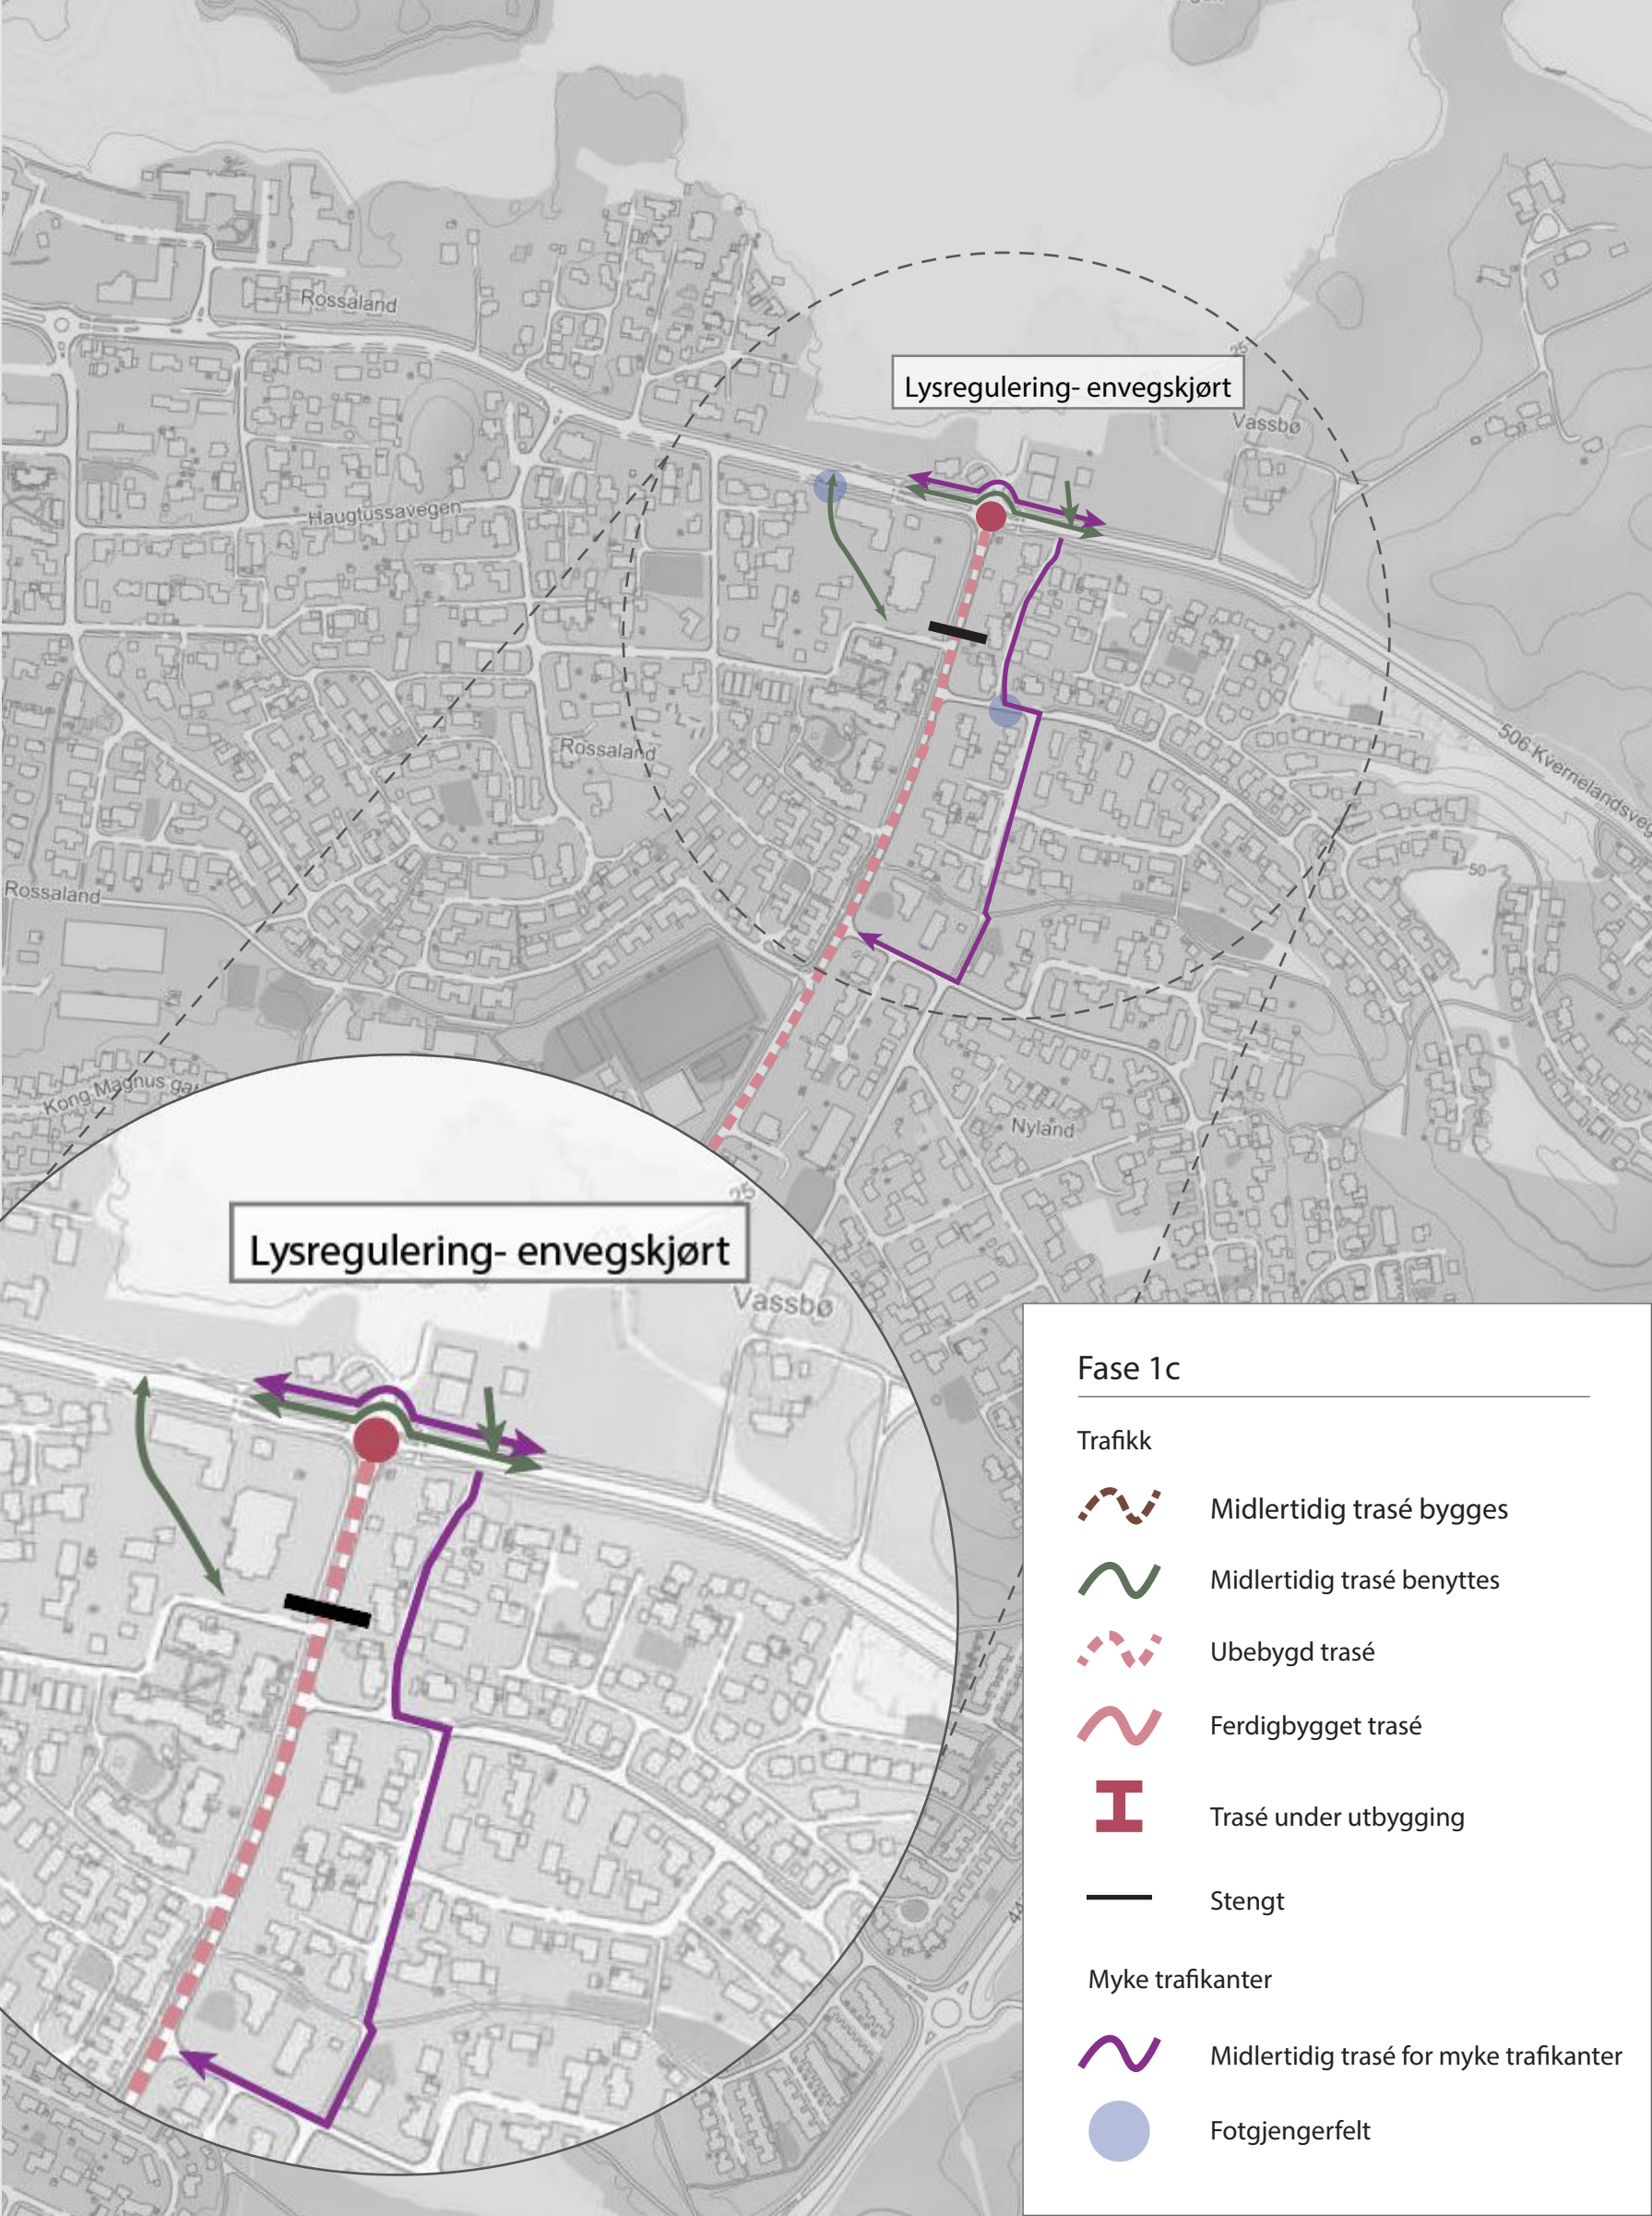 Rossaland
Lysregulering- envegskjørt
25
Vassbø
Haugtussavegen
Rossaland
506 Kvernelandsveg
Rossaland
50
Kong Magnus gat
Nyland
25
Lysregulering- envegskjørt
Vassbø
Fase 1c
Trafikk
Midlertidig trasé bygges
Midlertidig trasé benyttes
Ubebygd trasé
Ferdigbygget trasé
Trasé under utbygging
Stengt
44
Myke trafikanter
Midlertidig trasé for myke trafikanter
Fotgjengerfelt